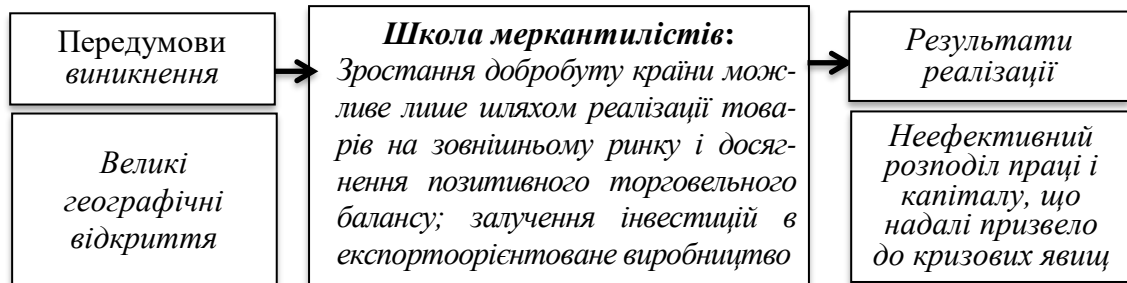 Передумови
виникнення
Великі
географічні
відкриття
Школа меркантилістів:
Зростання добробуту країни мож-
ливе лише шляхом реалізації това-
рів на зовнішньому ринку і досяг-
нення позитивного торговельного
балансу; залучення інвестицій в
експортоорієнтоване виробництво
Результати
реалізації
Неефективний
розподіл праці і
капіталу, що
надалі призвело
до кризових явищ